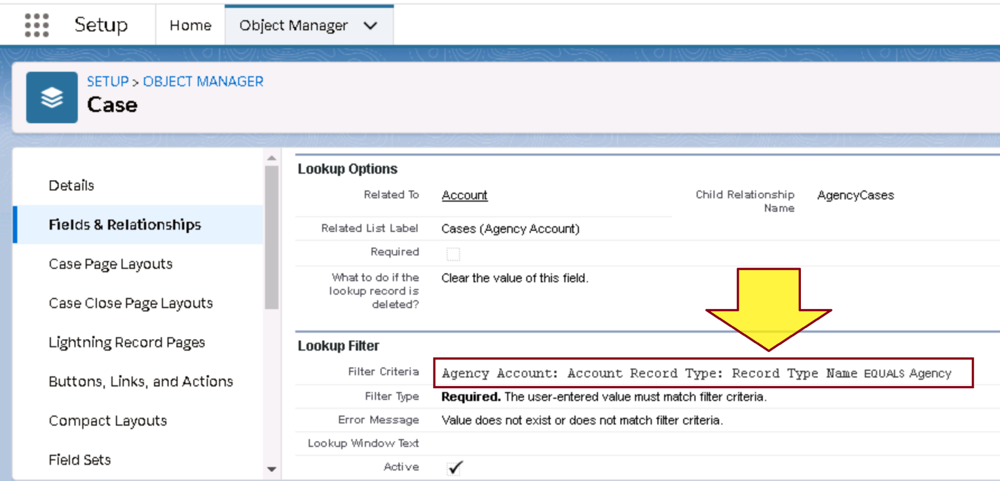 Setup
Home
Object Manager
SETUP > OBJECT MANAGER
Case
Details
Fields & Relationships
Case Page Layouts
Case Close Page Layouts
Lightning Record Pages
Buttons, Links, and Actions
Compact Layouts
Field Sets
Lookup Options
Related To Account
Child Relationship
Name
AgencyCases
Related List Label Cases (Agency Account)
Required
What to do if the
lookup record is
deleted?
Clear the value of this field.
Lookup Filter
Filter Criteria Agency Account: Account Record Type: Record Type Name EQUALS Agency
Filter Type Required. The user-entered value must match filter criteria.
Error Message Value does not exist or does not match filter criteria.
Lookup Window Text
Active